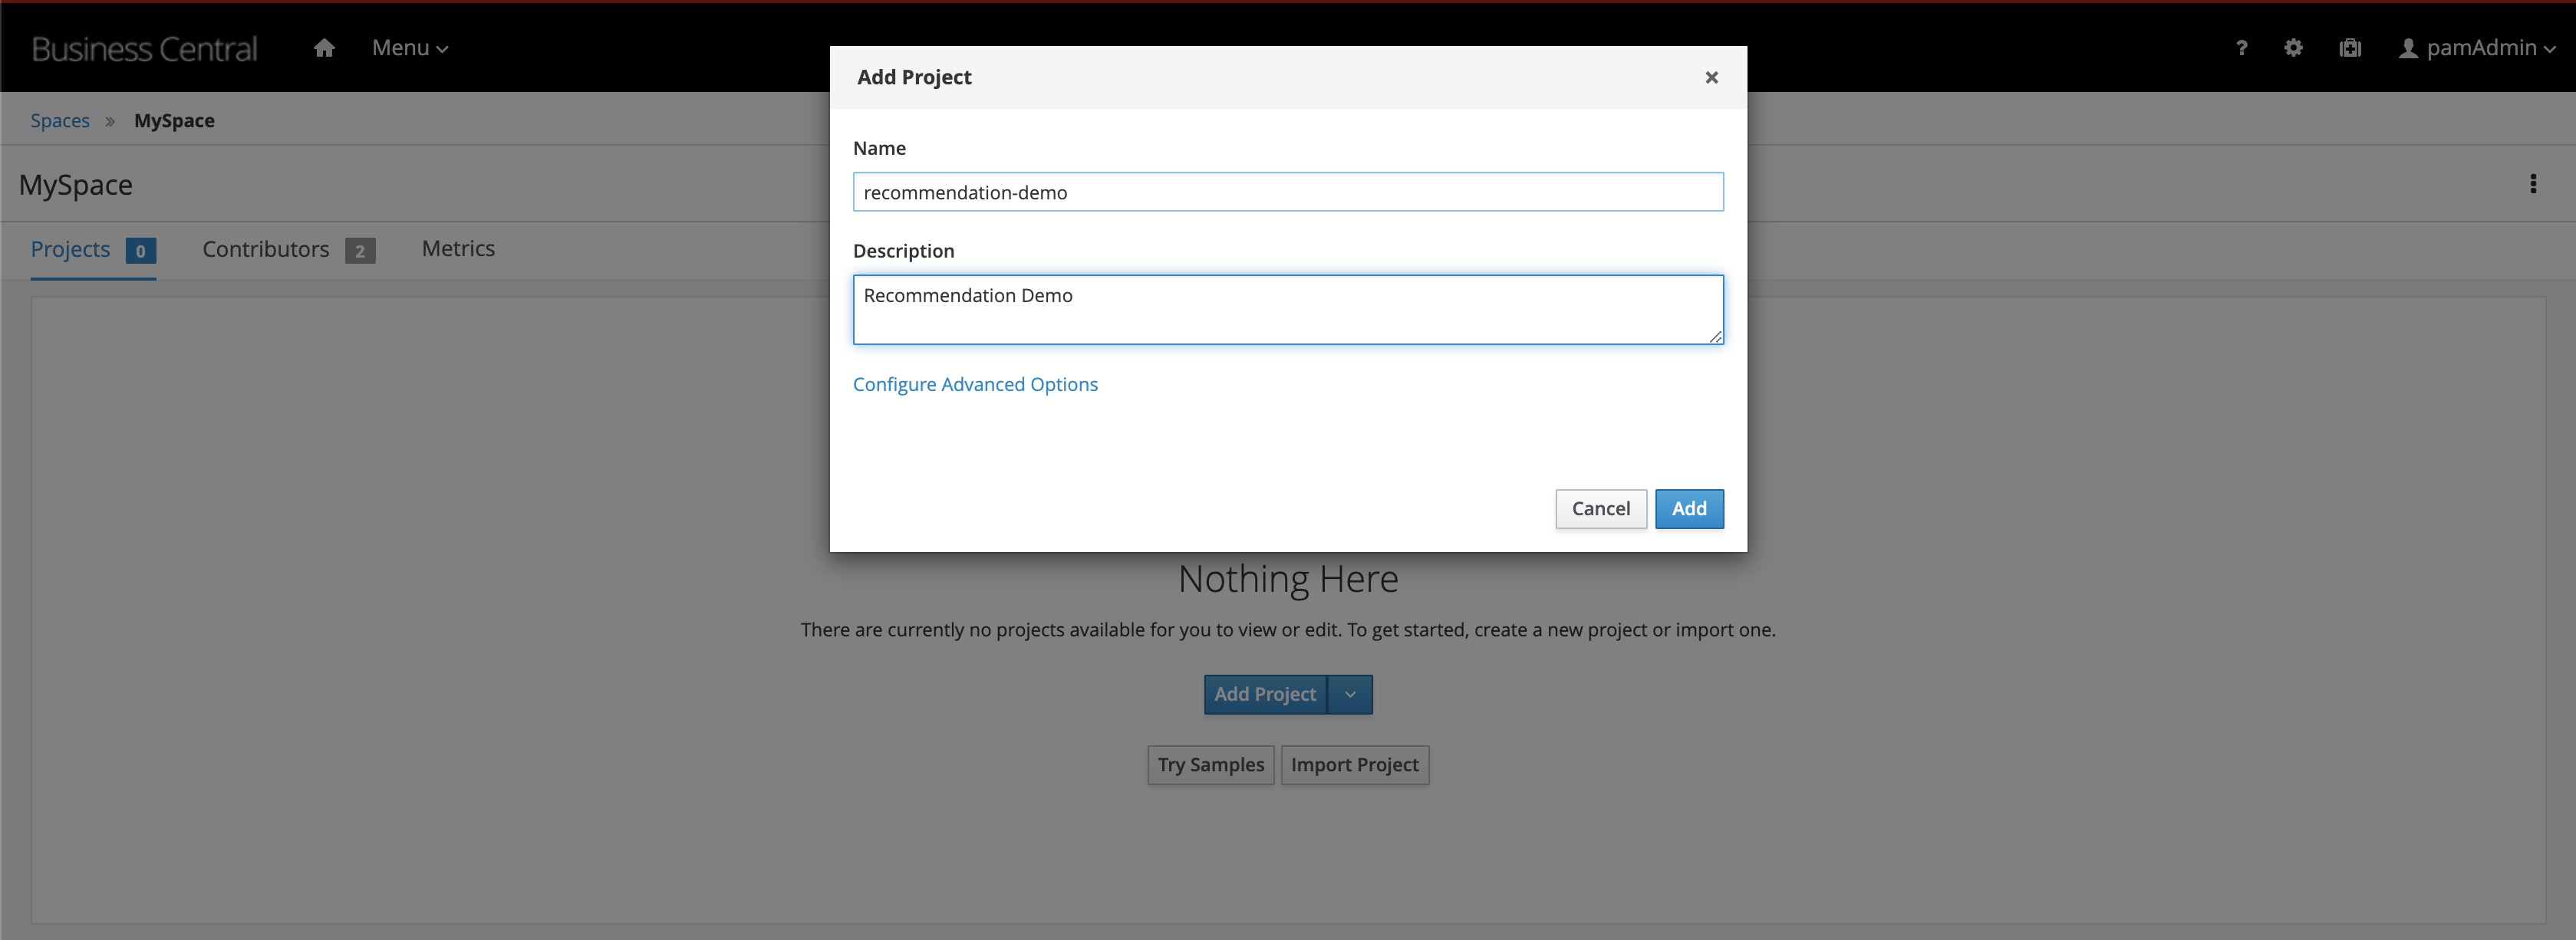 Business Central Menu ? pamAdmin
Add Project ×
Spaces » MySpace
Name
recommendation-demo
MySpace
Projects 0 Contributors 2 Metrics
Description
Recommendation Demo
Configure Advanced Options
Cancel Add
Nothing Here
There are currently no projects available for you to view or edit. To get started, create a new project or import one.
Add Project
Try Samples Import Project